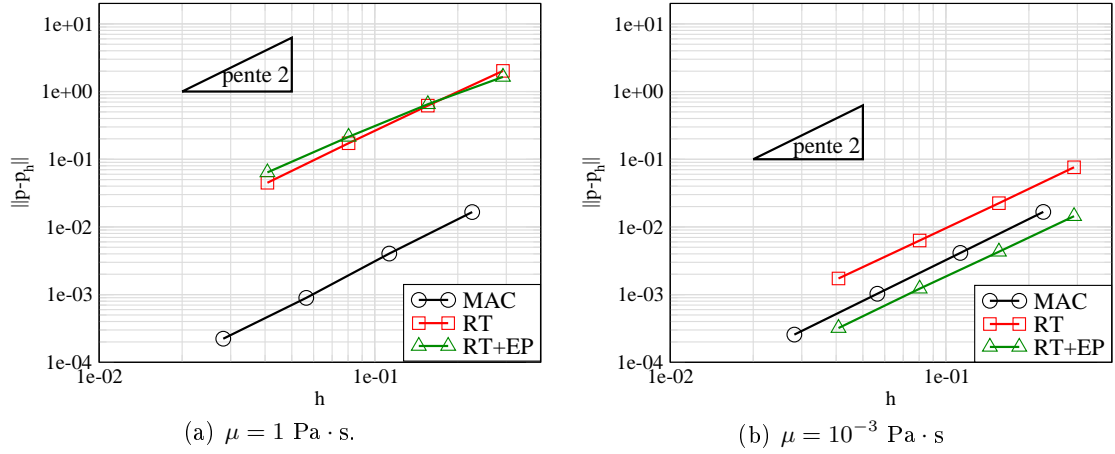 1e+01
1e+00
1e-01
1e-02
1e-03
1e-04
||p-p_h||
pente 2
MAC
RT
RT+EP
1e-02
1e-01
h
(a) μ = 1 Pa · s.
1e+01
1e+00
1e-01
1e-02
1e-03
1e-04
||p-p_h||
pente 2
MAC
RT
RT+EP
1e-02
1e-01
h
(b) μ = 10⁻³ Pa · s